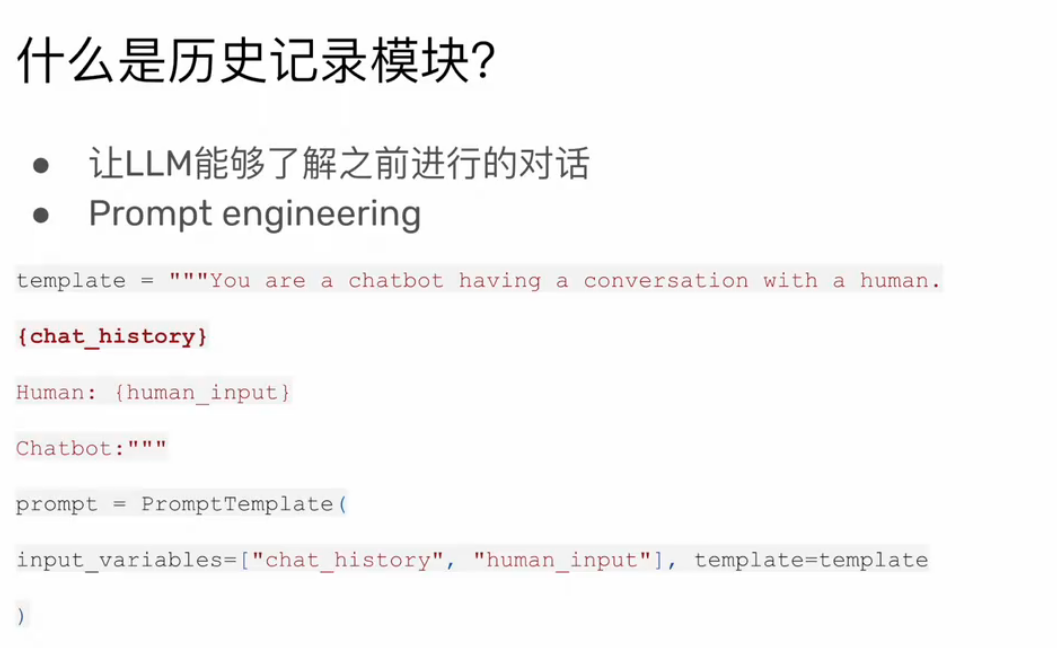 什么是历史记录模块？
● 让LLM能够了解之前进行的对话
● Prompt engineering
template = """You are a chatbot having a conversation with a human.
{chat_history}
Human: {human_input}
Chatbot:"""
prompt = PromptTemplate(
input_variables=["chat_history", "human_input"], template=template
)